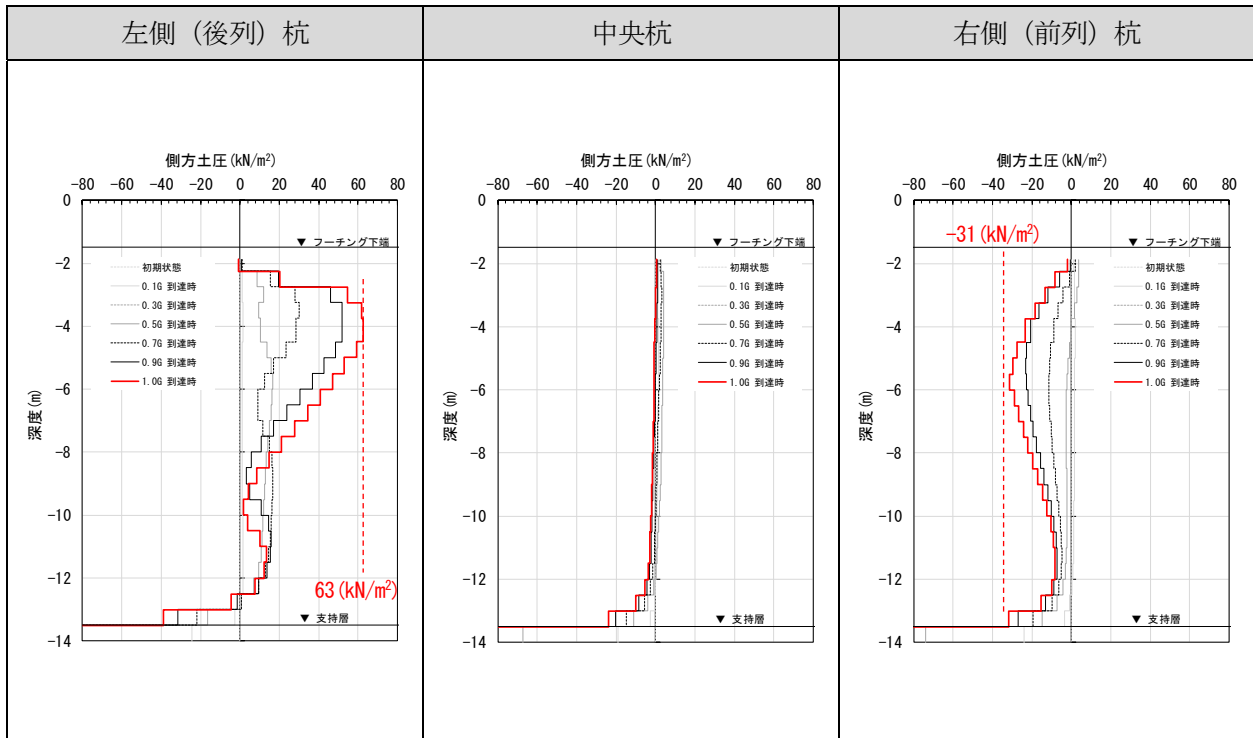 左側（後列）杭
中央杭
右側（前列）杭
側方土圧(kN/m²)
-80 -60 -40 -20 0 20 40 60 80
0
-2
-4
-6
-8
-10
-12
-14
深度(m)
▼ フーチング下端
初期状態
0.1G 到達時
0.3G 到達時
0.5G 到達時
0.7G 到達時
0.9G 到達時
1.0G 到達時
63(kN/m²)
▼ 支持層
側方土圧(kN/m²)
-80 -60 -40 -20 0 20 40 60 80
0
-2
-4
-6
-8
-10
-12
-14
深度(m)
▼ フーチング下端
初期状態
0.1G 到達時
0.3G 到達時
0.5G 到達時
0.7G 到達時
0.9G 到達時
1.0G 到達時
▼ 支持層
側方土圧(kN/m²)
-80 -60 -40 -20 0 20 40 60 80
0
-2
-4
-6
-8
-10
-12
-14
深度(m)
-31(kN/m²)
▼ フーチング下端
初期状態
0.1G 到達時
0.3G 到達時
0.5G 到達時
0.7G 到達時
0.9G 到達時
1.0G 到達時
▼ 支持層